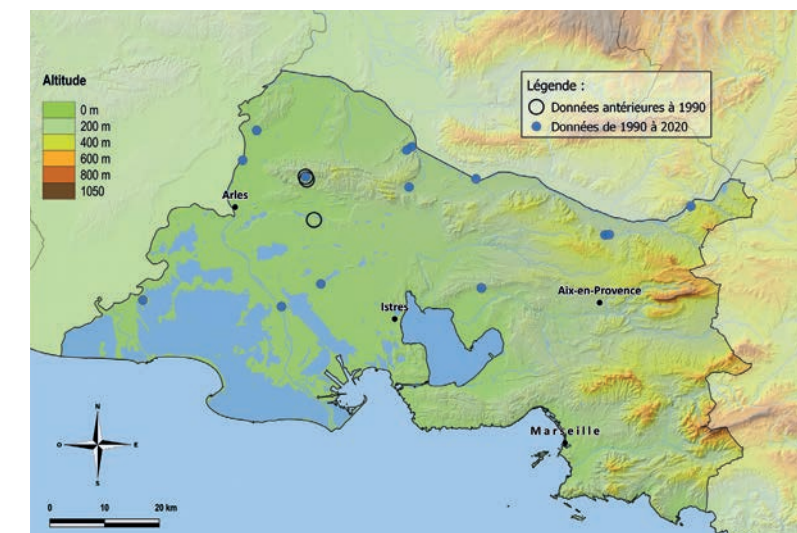 Altitude
0 m
200 m
400 m
600 m
800 m
1050
Légende :
Données antérieures à 1990
Données de 1990 à 2020
Arles
Istres
Aix-en-Provence
Marseille
N
O
E
S
0 10 20 km